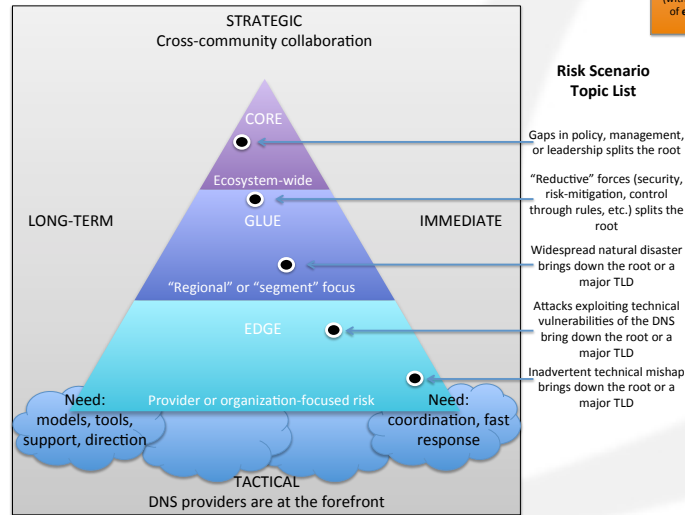 (with
of e
STRATEGIC
Cross-community collaboration
Risk Scenario
Topic List
CORE
Ecosystem-wide
Gaps in policy, management,
or leadership splits the root
"Reductive" forces (security,
risk-mitigation, control
through rules, etc.) splits the
root
LONG-TERM
GLUE
IMMEDIATE
"Regional" or "segment" focus
Widespread natural disaster
brings down the root or a
major TLD
EDGE
Attacks exploiting technical
vulnerabilities of the DNS
bring down the root or a
major TLD
Inadvertent technical mishap
brings down the root or a
major TLD
Provider or organization-focused risk
Need:
models, tools,
support, direction
Need:
coordination, fast
response
TACTICAL
DNS providers are at the forefront